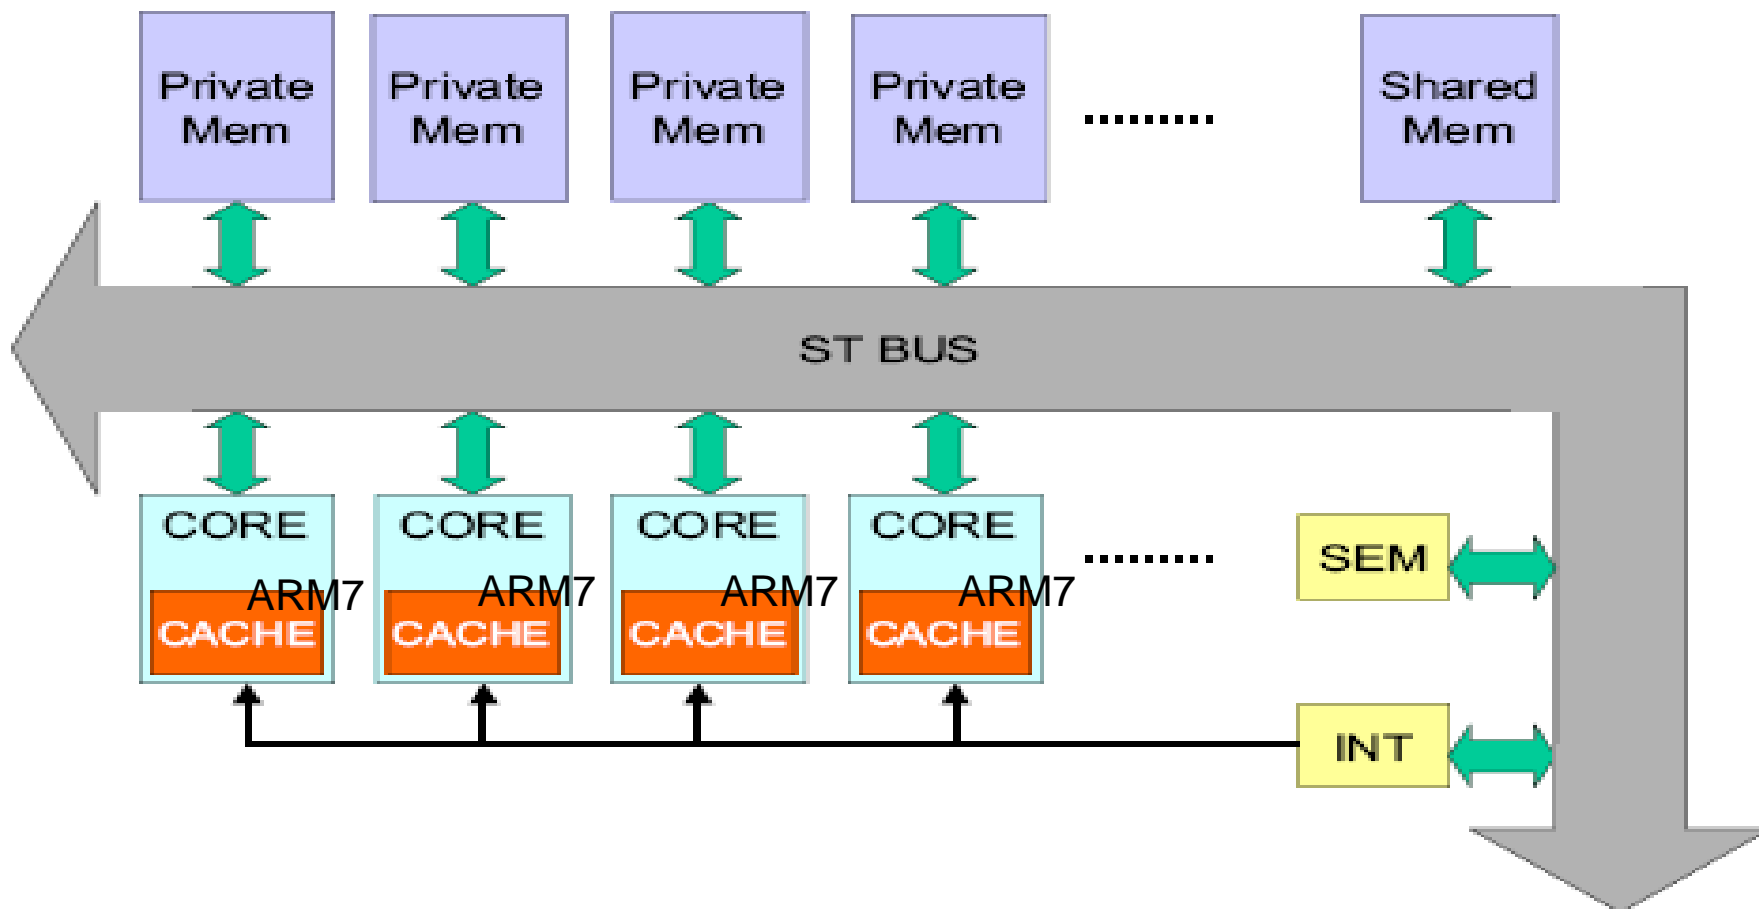 Private
Mem
Private
Mem
Private
Mem
Private
Mem
.........
Shared
Mem
ST BUS
CORE
ARM7
CACHE
CORE
ARM7
CACHE
CORE
ARM7
CACHE
CORE
ARM7
CACHE
.........
SEM
INT